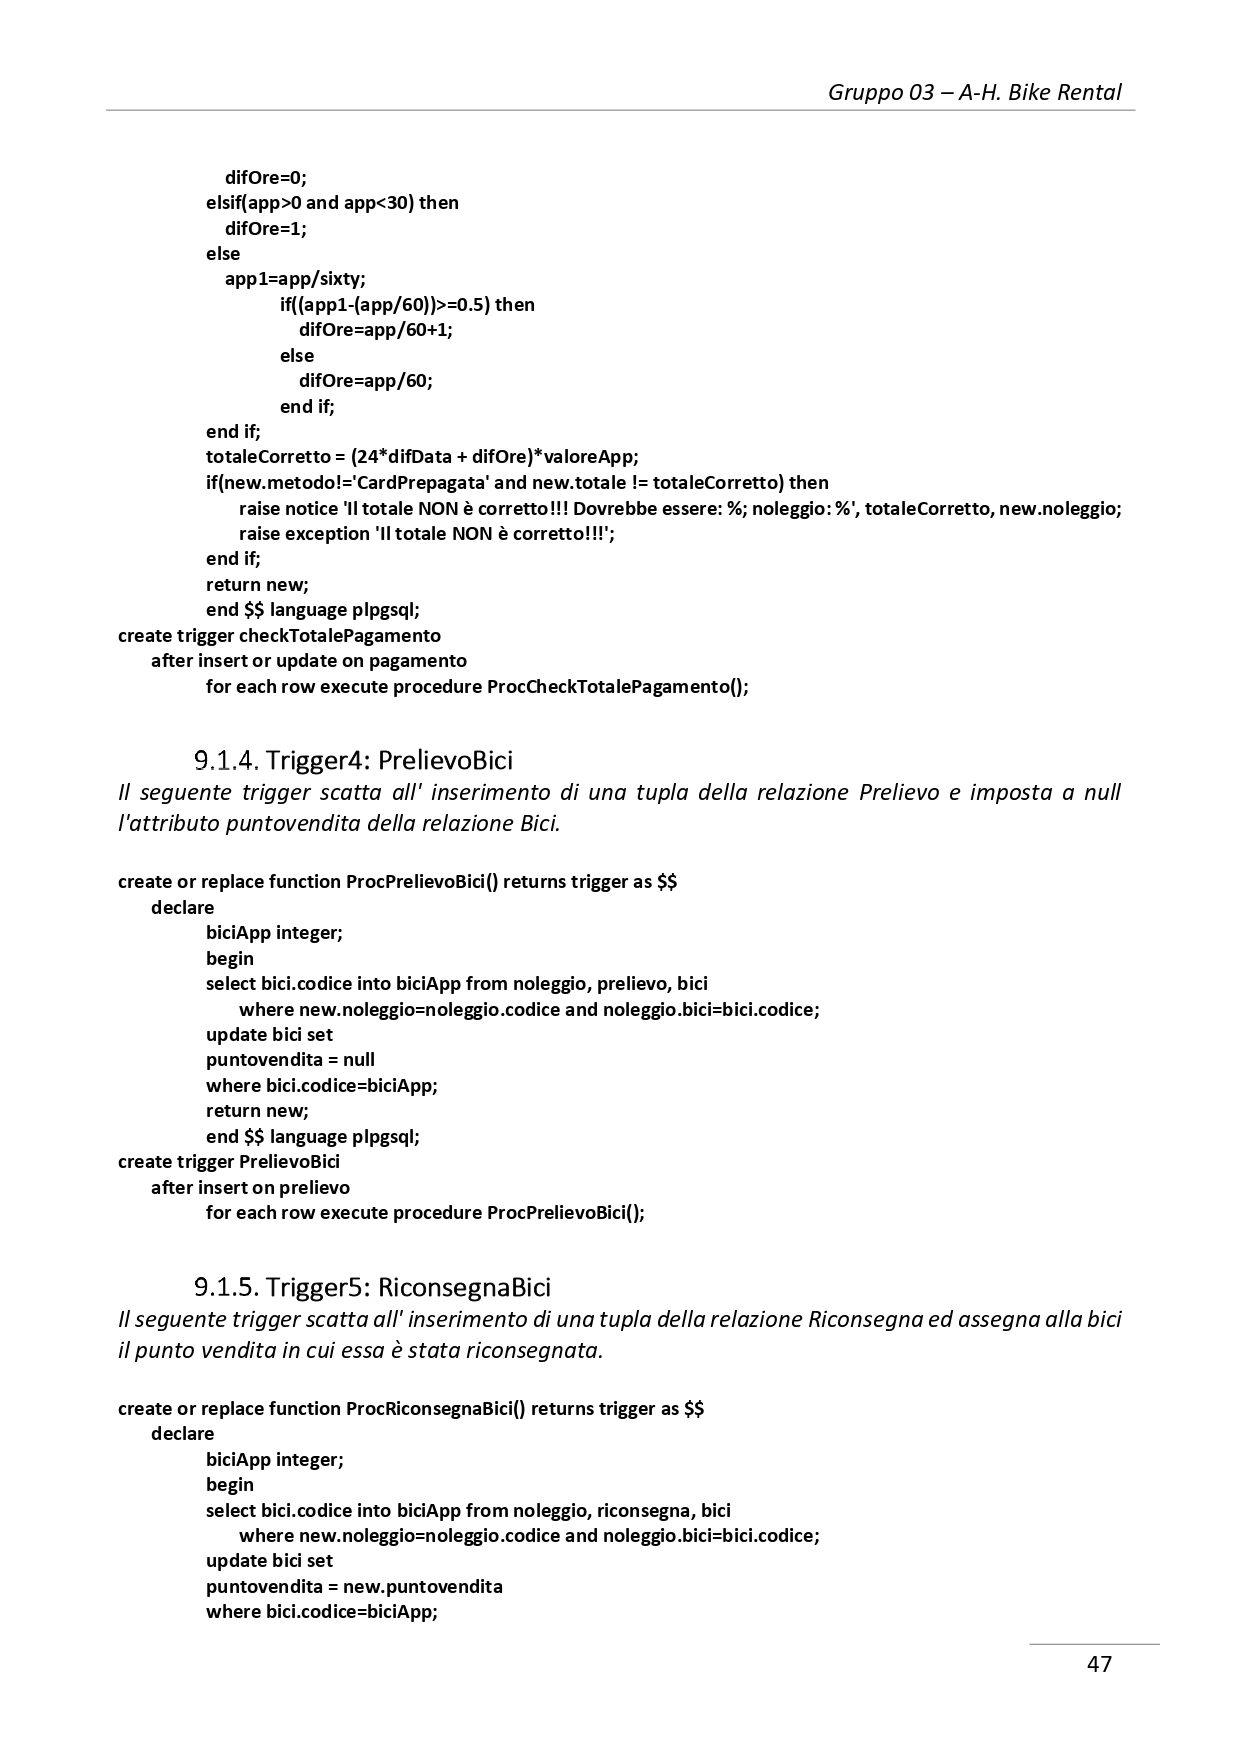 Gruppo 03 – A-H. Bike Rental
difOre=0;
elsif(app>0 and app<30) then
difOre=1;
else
app1=app/sixty;
if((app1-(app/60))>=0.5) then
difOre=app/60+1;
else
difOre=app/60;
end if;
end if;
totaleCorretto = (24*difData + difOre)*valoreApp;
if(new.metodo!='CardPrepagata' and new.totale != totaleCorretto) then
raise notice 'Il totale NON è corretto!!! Dovrebbe essere: %; noleggio: %', totaleCorretto, new.noleggio;
raise exception 'Il totale NON è corretto!!!';
end if;
return new;
end $$ language plpgsql;
create trigger checkTotalePagamento
after insert or update on pagamento
for each row execute procedure ProcCheckTotalePagamento();
9.1.4. Trigger4: PrelievoBici
Il seguente trigger scatta all' inserimento di una tupla della relazione Prelievo e imposta a null
l'attributo puntovendita della relazione Bici.
create or replace function ProcPrelievoBici() returns trigger as $$
declare
biciApp integer;
begin
select bici.codice into biciApp from noleggio, prelievo, bici
where new.noleggio=noleggio.codice and noleggio.bici=bici.codice;
update bici set
puntovendita = null
where bici.codice=biciApp;
return new;
end $$ language plpgsql;
create trigger PrelievoBici
after insert on prelievo
for each row execute procedure ProcPrelievoBici();
9.1.5. Trigger5: RiconsegnaBici
Il seguente trigger scatta all' inserimento di una tupla della relazione Riconsegna ed assegna alla bici
il punto vendita in cui essa è stata riconsegnata.
create or replace function ProcRiconsegnaBici() returns trigger as $$
declare
biciApp integer;
begin
select bici.codice into biciApp from noleggio, riconsegna, bici
where new.noleggio=noleggio.codice and noleggio.bici=bici.codice;
update bici set
puntovendita = new.puntovendita
where bici.codice=biciApp;
47